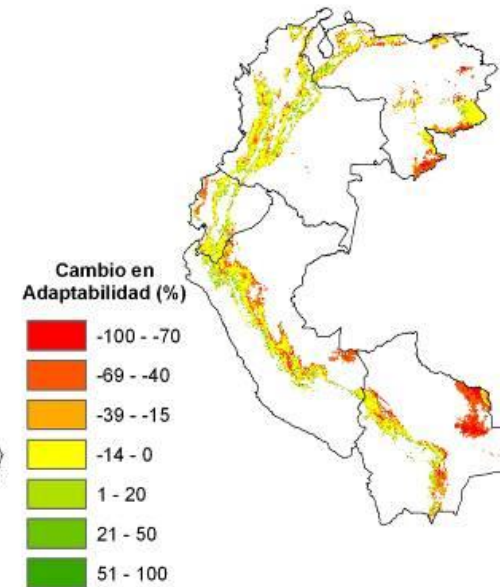 Cambio en
Adaptabilidad (%)
-100 - -70
-69 - -40
-39 - -15
-14 - 0
1 - 20
21 - 50
51 - 100